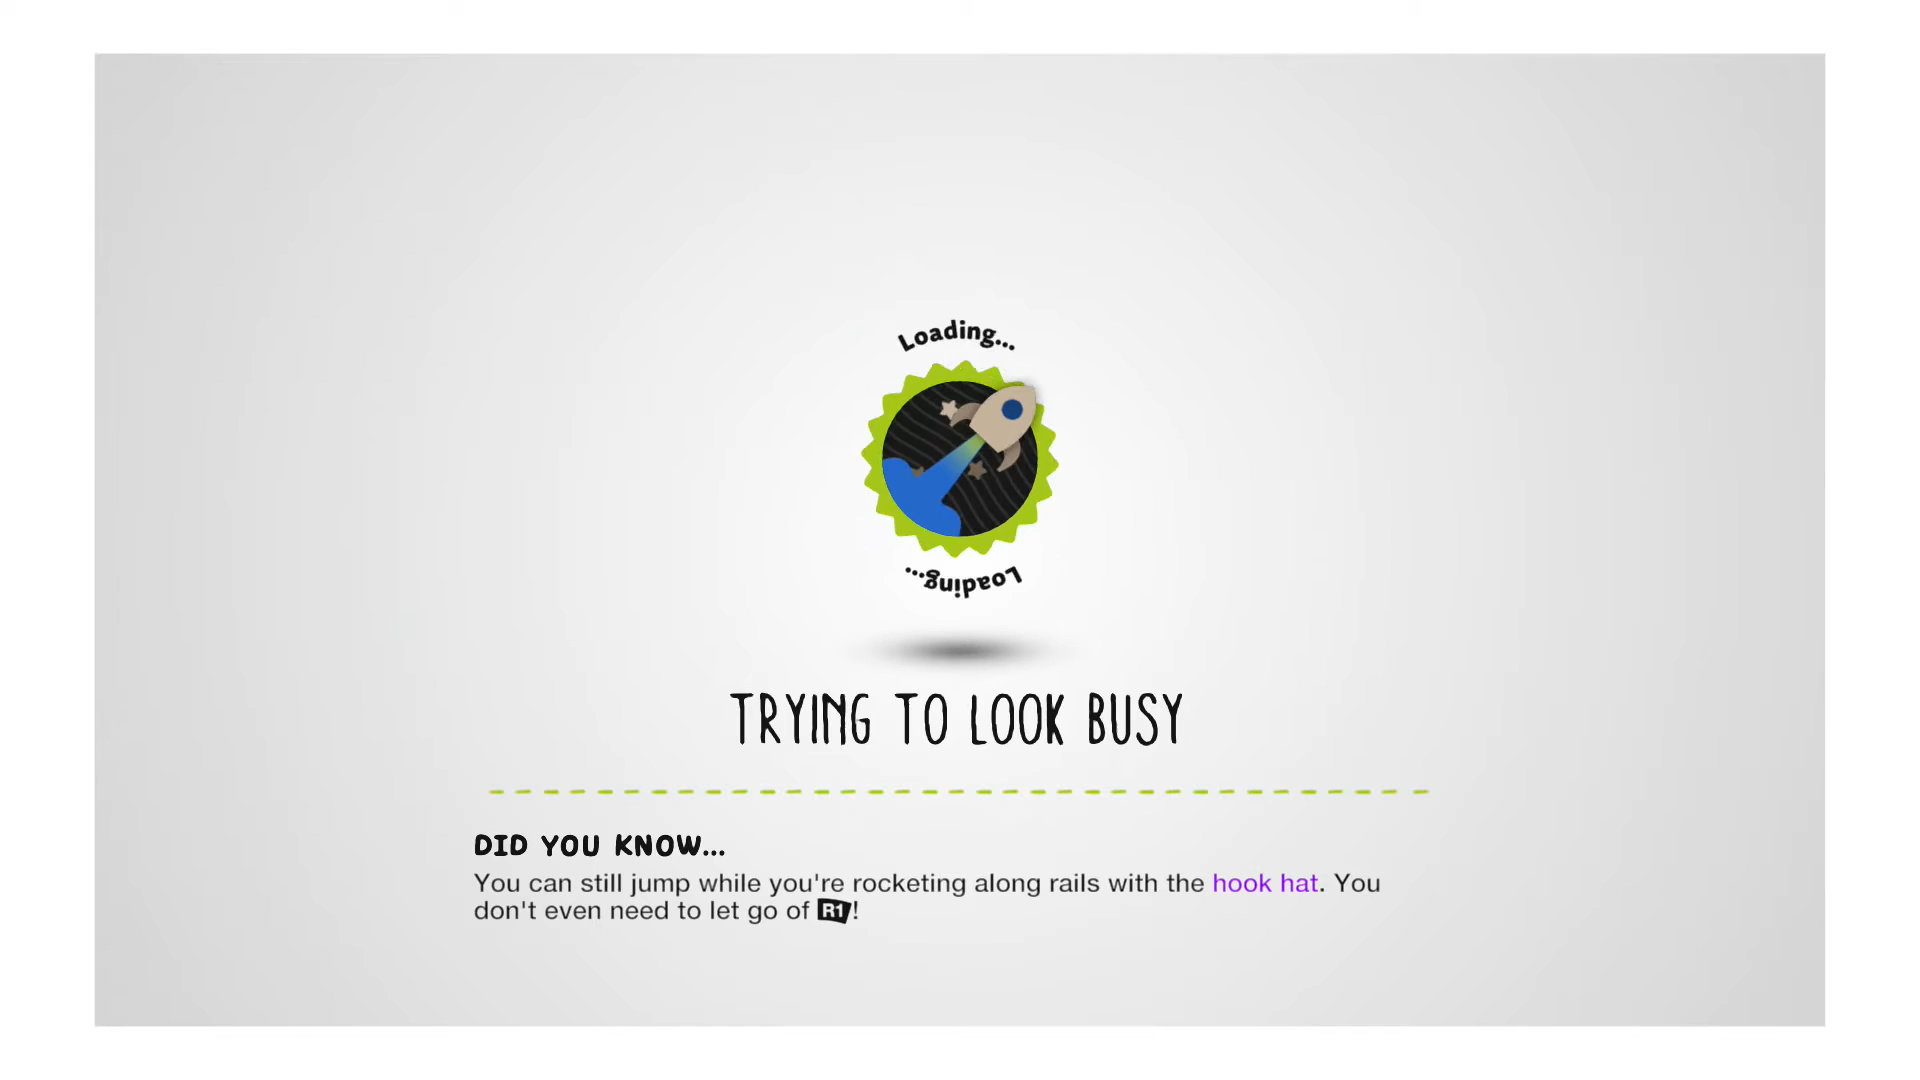 Loading...
Loading...
TRYING TO LOOK BUSY
DID YOU KNOW...
You can still jump while you're rocketing along rails with the hook hat. You
don't even need to let go of R1!